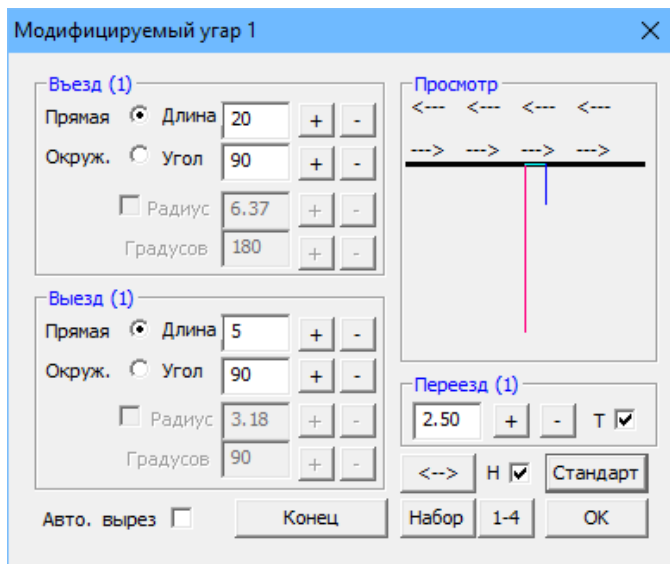 Модифицируемый угар 1
Въезд (1)
Прямая Длина 20 + -
Окруж. Угол 90 + -
Радиус 6.37 + -
Градусов 180 + -
Выезд (1)
Прямая Длина 5 + -
Окруж. Угол 90 + -
Радиус 3.18 + -
Градусов 90 + -
Авто. вырез Конец
Просмотр
<--- <--- <--- <---
---> ---> ---> --->
Переезд (1)
2.50 + - T
<--> Н Стандарт
Набор 1-4 ОК